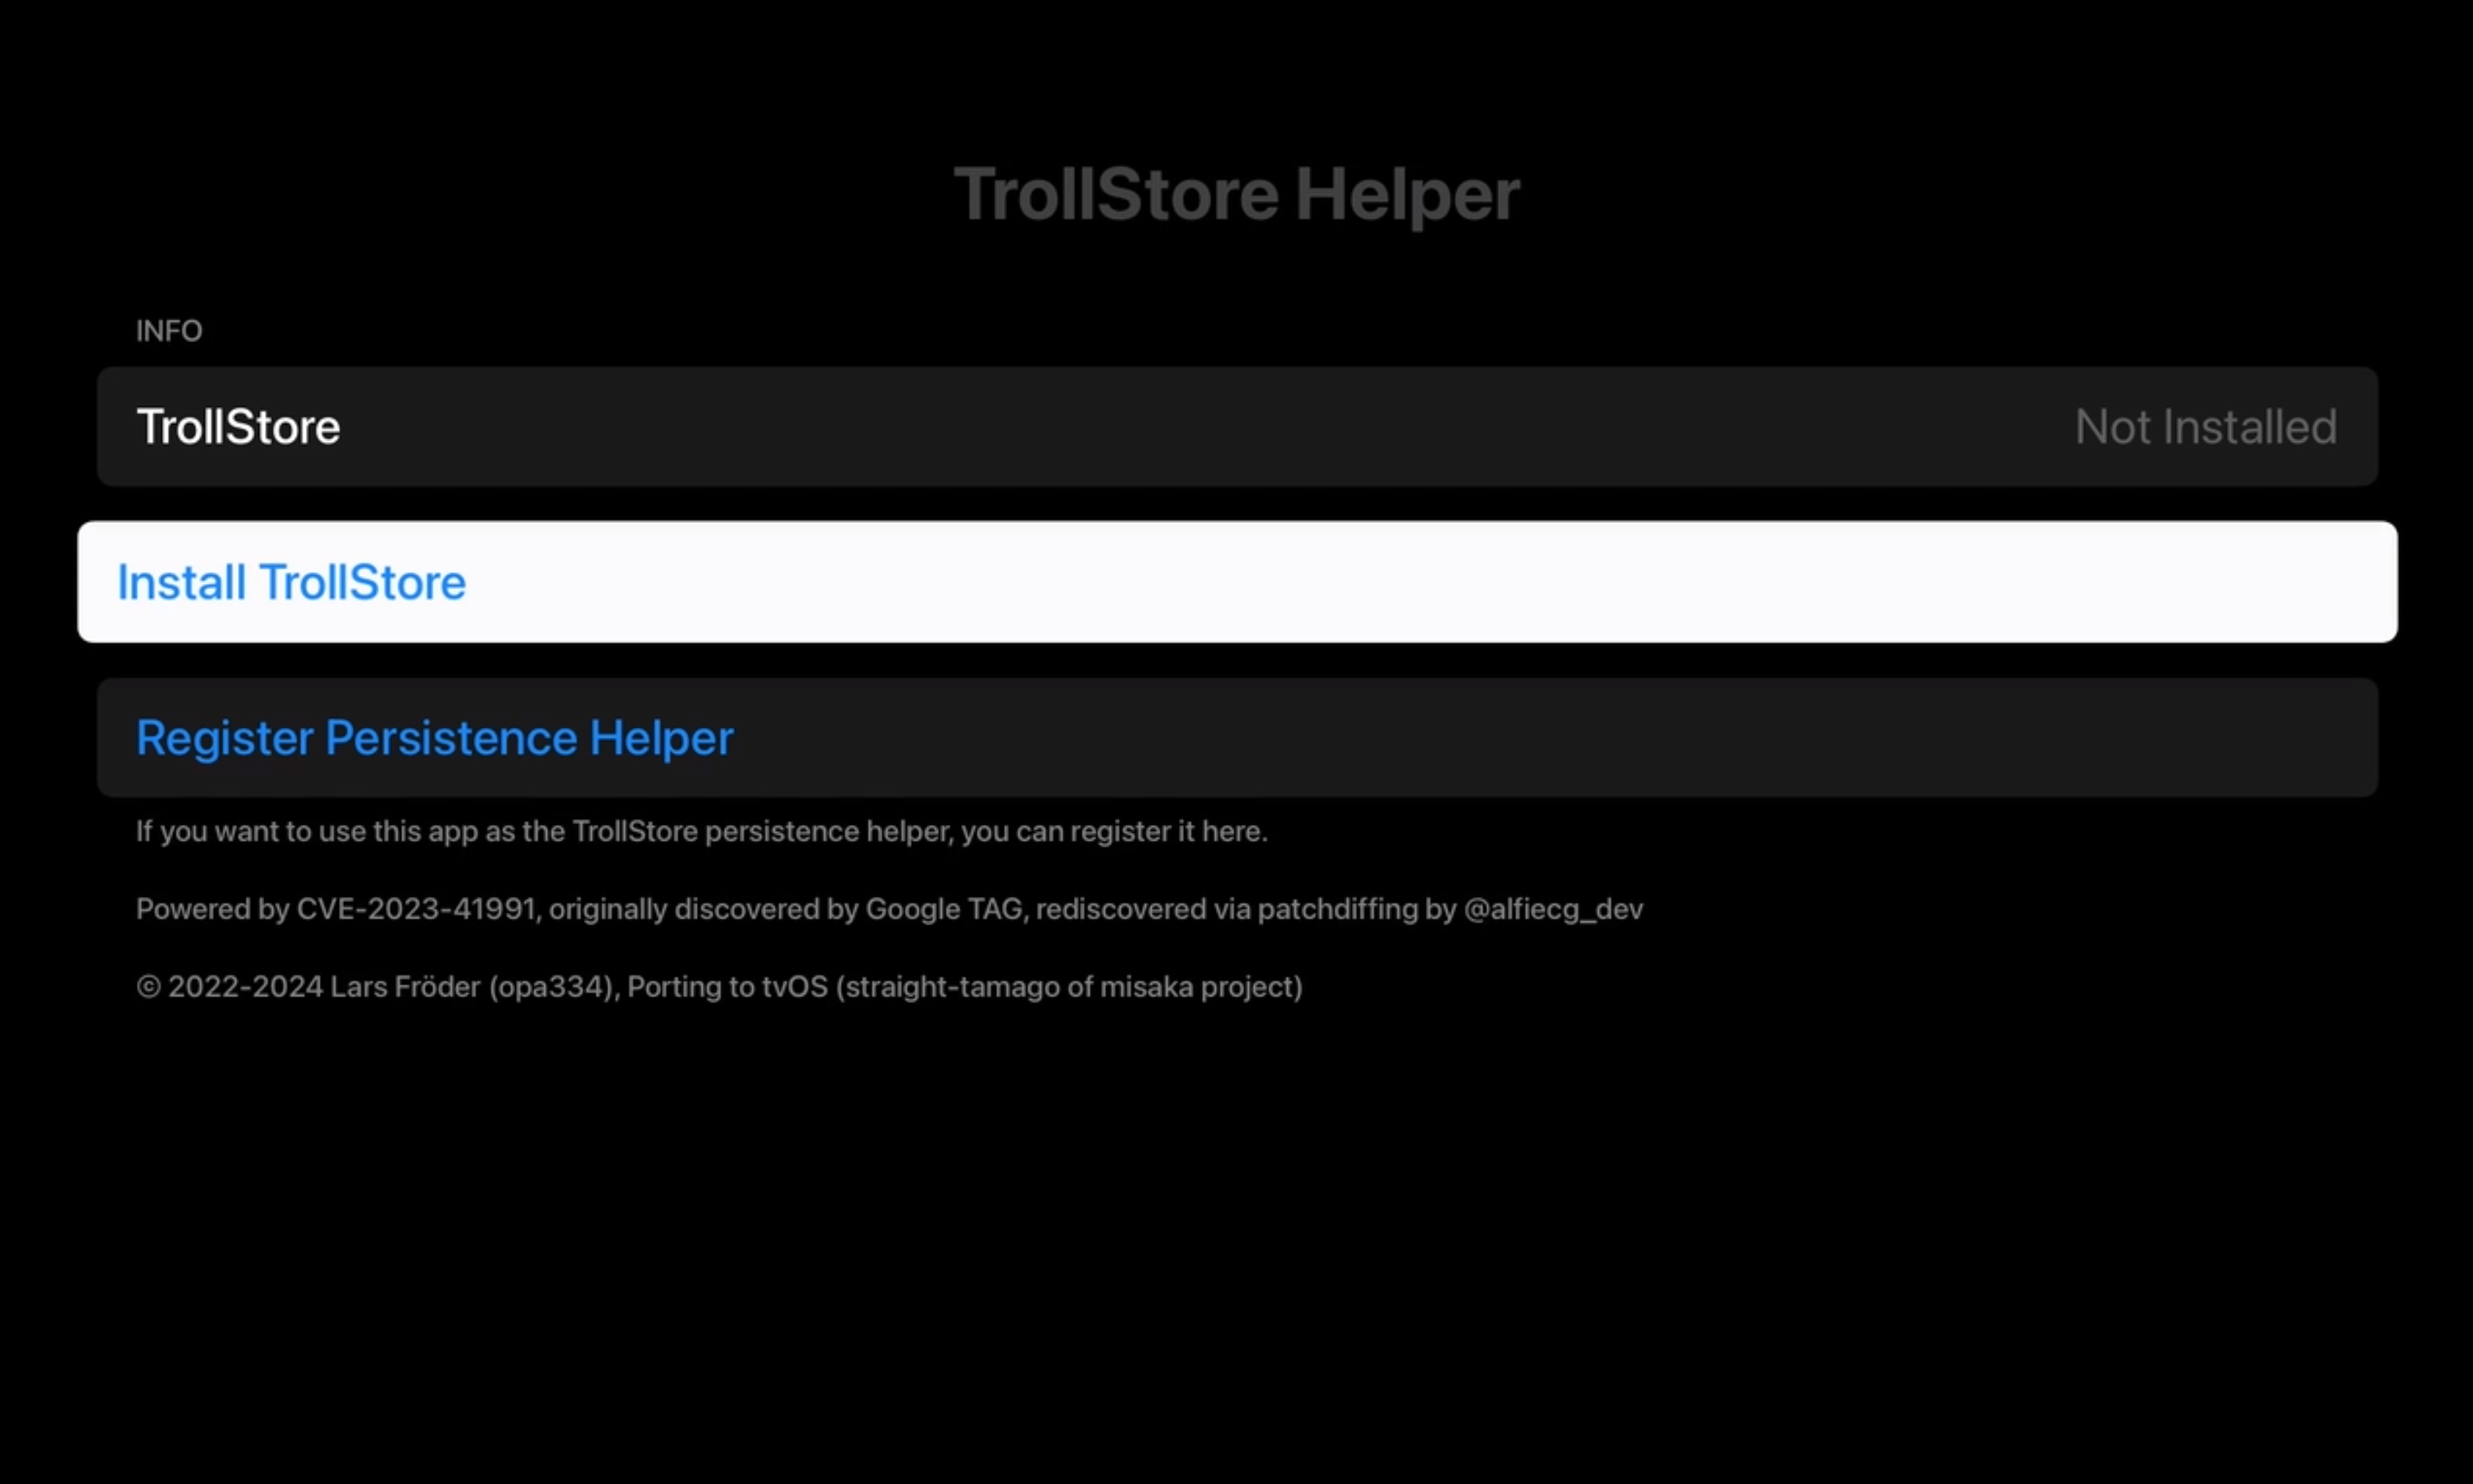 TrollStore Helper
INFO
TrollStore Not Installed
Install TrollStore
Register Persistence Helper
If you want to use this app as the TrollStore persistence helper, you can register it here.
Powered by CVE-2023-41991, originally discovered by Google TAG, rediscovered via patchdiffing by @alfiecg_dev
© 2022-2024 Lars Fröder (opa334), Porting to tvOS (straight-tamago of misaka project)